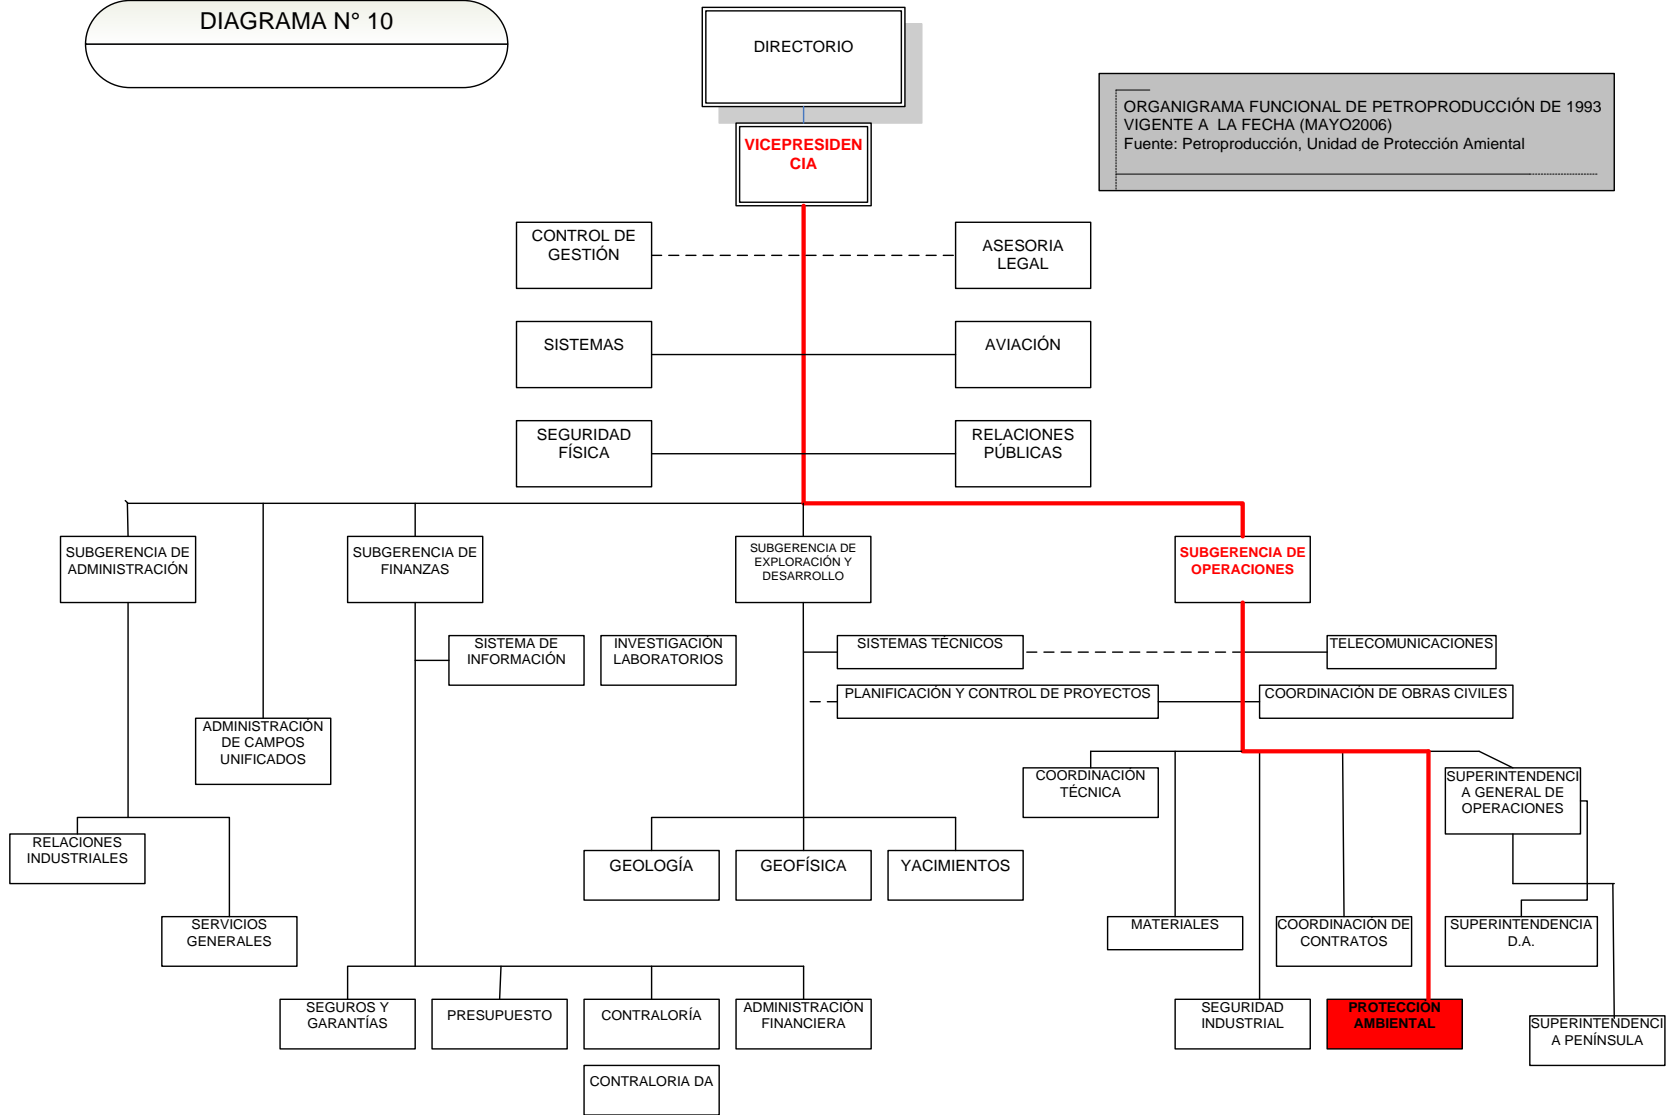 DIAGRAMA N° 10
DIRECTORIO
ORGANIGRAMA FUNCIONAL DE PETROPRODUCCIÓN DE 1993
VIGENTE A LA FECHA (MAYO2006)
Fuente: Petroproducción, Unidad de Protección Amiental
VICEPRESIDEN
CIA
CONTROL DE
GESTIÓN
ASESORIA
LEGAL
SISTEMAS
AVIACIÓN
SEGURIDAD
FÍSICA
RELACIONES
PÚBLICAS
SUBGERENCIA DE
ADMINISTRACIÓN
SUBGERENCIA DE
FINANZAS
SUBGERENCIA DE
EXPLORACIÓN Y
DESARROLLO
SUBGERENCIA DE
OPERACIONES
SISTEMA DE
INFORMACIÓN
INVESTIGACIÓN
LABORATORIOS
SISTEMAS TÉCNICOS
TELECOMUNICACIONES
PLANIFICACIÓN Y CONTROL DE PROYECTOS
COORDINACIÓN DE OBRAS CIVILES
ADMINISTRACIÓN
DE CAMPOS
UNIFICADOS
COORDINACIÓN
TÉCNICA
SUPERINTENDENCI
A GENERAL DE
OPERACIONES
RELACIONES
INDUSTRIALES
GEOLOGÍA
GEOFÍSICA
YACIMIENTOS
SERVICIOS
GENERALES
MATERIALES
COORDINACIÓN DE
CONTRATOS
SUPERINTENDENCIA
D.A.
SEGUROS Y
GARANTÍAS
PRESUPUESTO
CONTRALORÍA
ADMINISTRACIÓN
FINANCIERA
SEGURIDAD
INDUSTRIAL
PROTECCIÓN
AMBIENTAL
SUPERINTENDENCI
A PENÍNSULA
CONTRALORIA DA